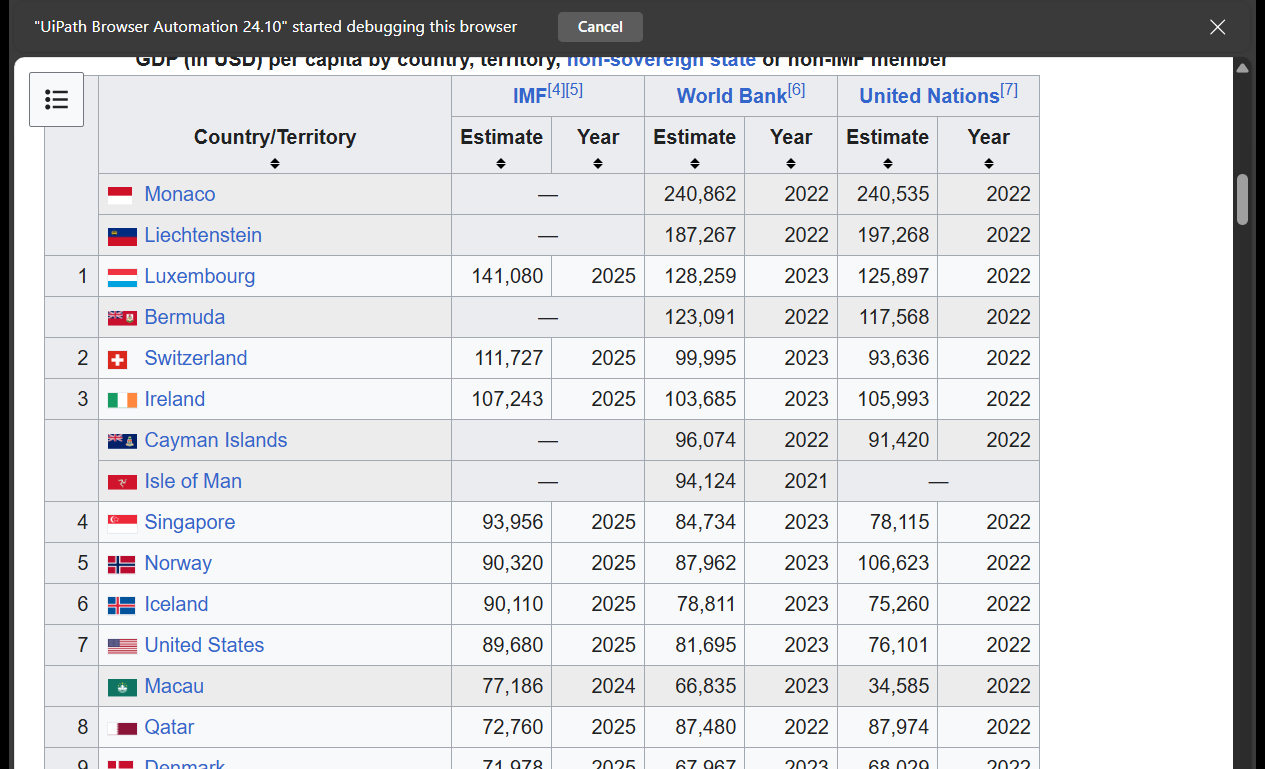 "UiPath Browser Automation 24.10" started debugging this browser Cancel
GDP (in USD) per capita by country, territory, non-sovereign state or non-IMF member
Country/Territory IMF[4][5] World Bank[6] United Nations[7]
Estimate Year Estimate Year Estimate Year
Monaco — 240,862 2022 240,535 2022
Liechtenstein — 187,267 2022 197,268 2022
1 Luxembourg 141,080 2025 128,259 2023 125,897 2022
Bermuda — 123,091 2022 117,568 2022
2 Switzerland 111,727 2025 99,995 2023 93,636 2022
3 Ireland 107,243 2025 103,685 2023 105,993 2022
Cayman Islands — 96,074 2022 91,420 2022
Isle of Man — 94,124 2021 —
4 Singapore 93,956 2025 84,734 2023 78,115 2022
5 Norway 90,320 2025 87,962 2023 106,623 2022
6 Iceland 90,110 2025 78,811 2023 75,260 2022
7 United States 89,680 2025 81,695 2023 76,101 2022
Macau 77,186 2024 66,835 2023 34,585 2022
8 Qatar 72,760 2025 87,480 2022 87,974 2022
9 Denmark 71,978 2025 67,967 2023 68,029 2022